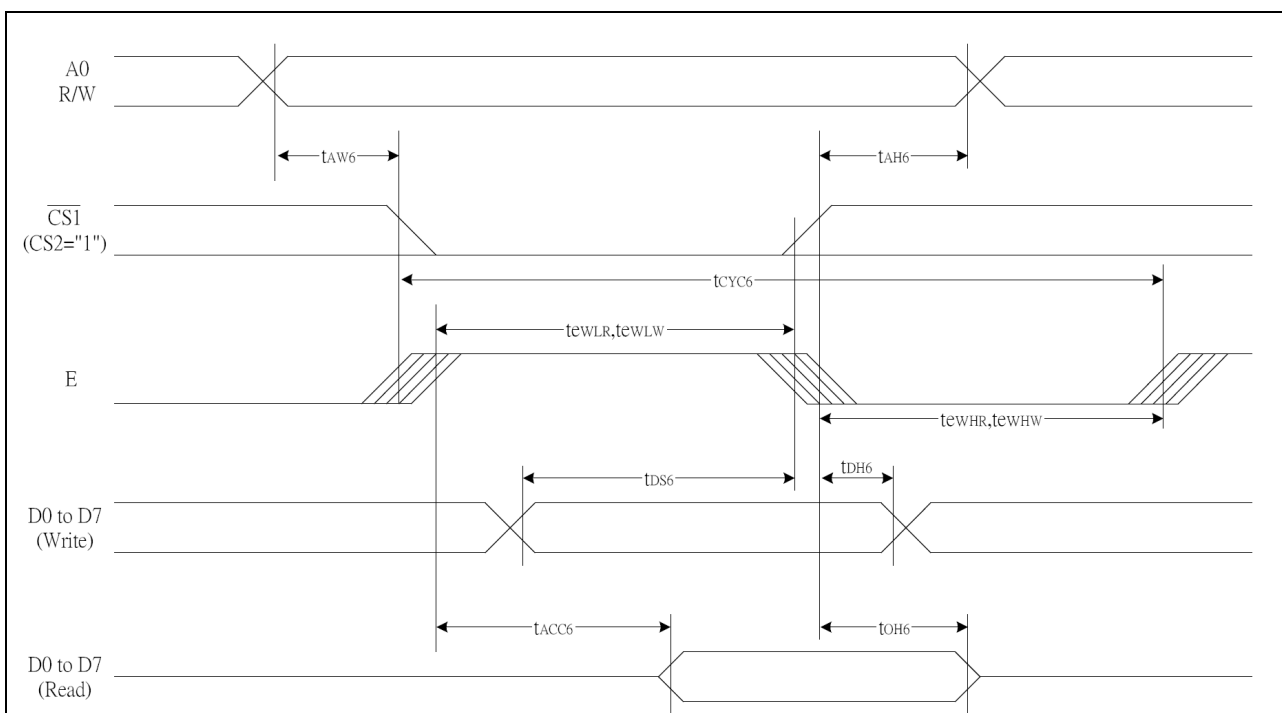 A0
R/W
tAW6
tAH6
CS1
(CS2="1")
tCYC6
tEWLR,tEWLW
E
tEWHR,tEWHW
tDS6
tDH6
D0 to D7
(Write)
tACC6
tOH6
D0 to D7
(Read)